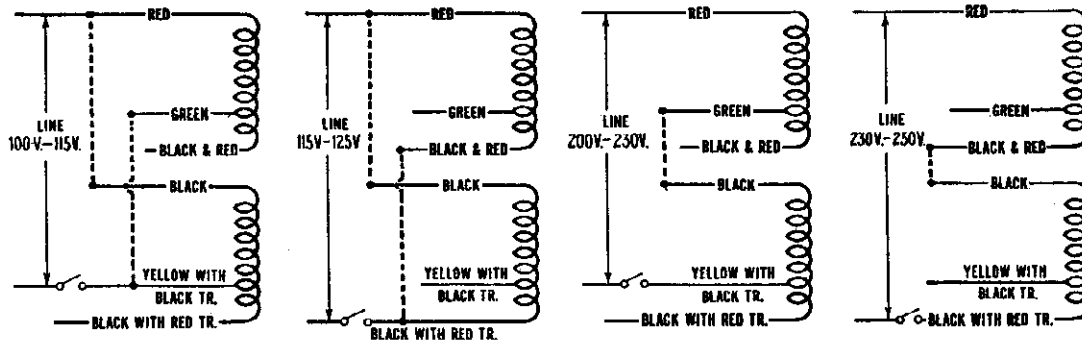 RED
GREEN
LINE
100V.-115V.
BLACK & RED
BLACK
YELLOW WITH
BLACK TR.
BLACK WITH RED TR.
RED
GREEN
LINE
115V-125V
BLACK & RED
BLACK
YELLOW WITH
BLACK TR.
BLACK WITH RED TR.
RED
GREEN
LINE
200V.-230V.
BLACK & RED
BLACK
YELLOW WITH
BLACK TR.
BLACK WITH RED TR.
RED
GREEN
LINE
230V.-250V.
BLACK & RED
BLACK
YELLOW WITH
BLACK TR.
BLACK WITH RED TR.